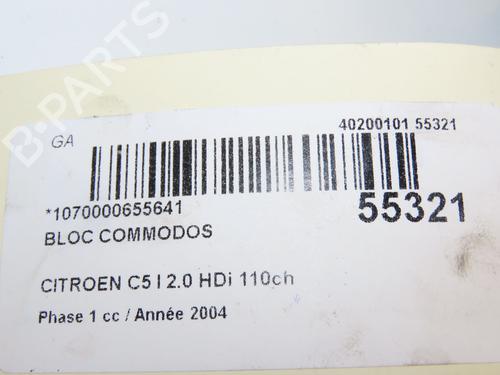 B-PARTS
GA
40200101 55321
*1070000655641
55321
BLOC COMMODOS
CITROEN C5 I 2.0 HDi 110ch
Phase 1 cc / Année 2004